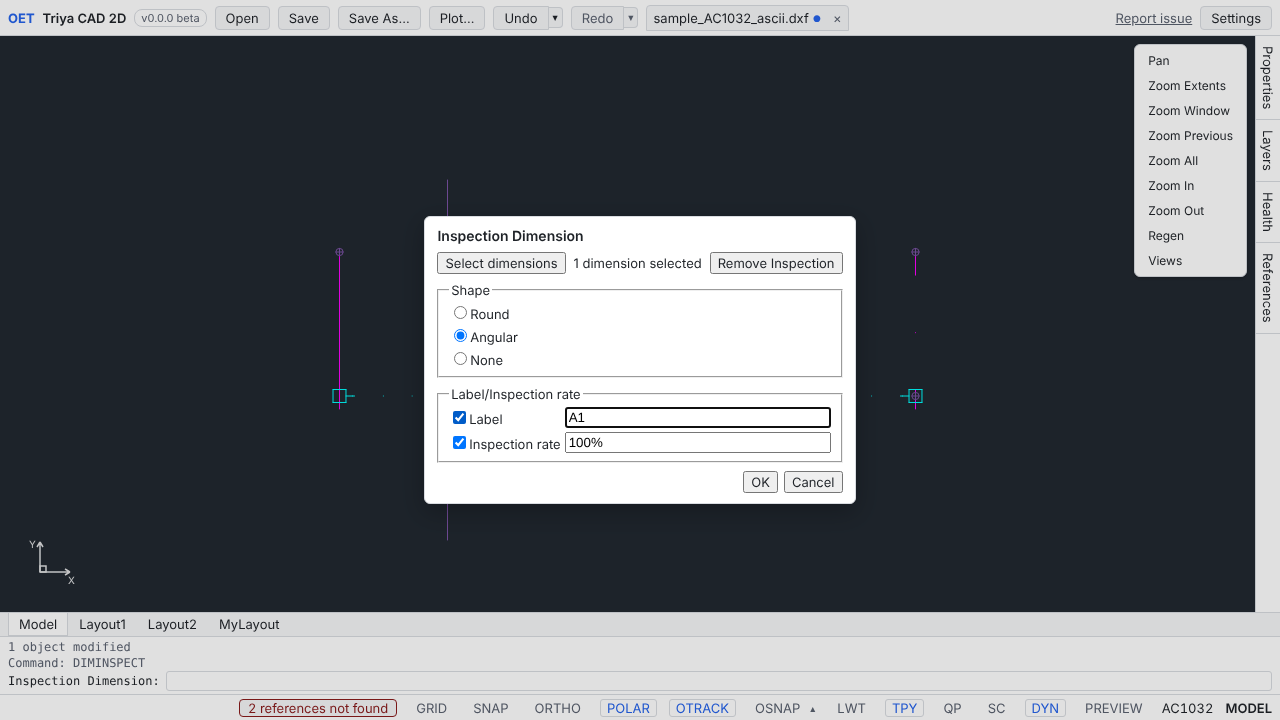 OET Triya CAD 2D v0.0.0 beta Open Save Save As... Plot... Undo ▾ Redo ▾ sample_AC1032_ascii.dxf ● × Report issue Settings
Pan
Zoom Extents
Zoom Window
Zoom Previous
Zoom All
Zoom In
Zoom Out
Regen
Views
Properties
Layers
Health
References
Inspection Dimension
Select dimensions 1 dimension selected Remove Inspection
Shape
Round
Angular
None
Label/Inspection rate
Label A1
Inspection rate 100%
OK Cancel
Y
X
Model Layout1 Layout2 MyLayout
1 object modified
Command: DIMINSPECT
Inspection Dimension:
2 references not found GRID SNAP ORTHO POLAR OTRACK OSNAP ▲ LWT TPY QP SC DYN PREVIEW AC1032 MODEL